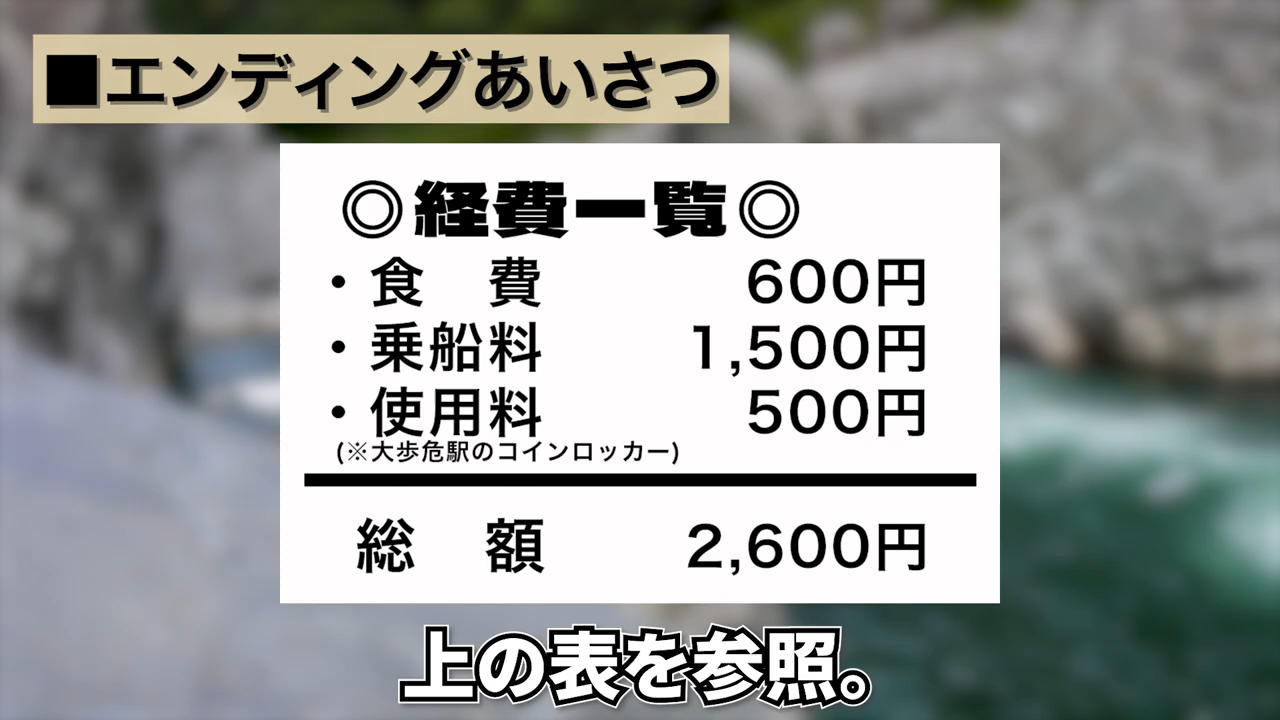 ■エンディングあいさつ
◎経費一覧◎
・食　費　600円
・乗船料　1,500円
・使用料　500円
(※大歩危駅のコインロッカー)
総　額　2,600円
上の表を参照。